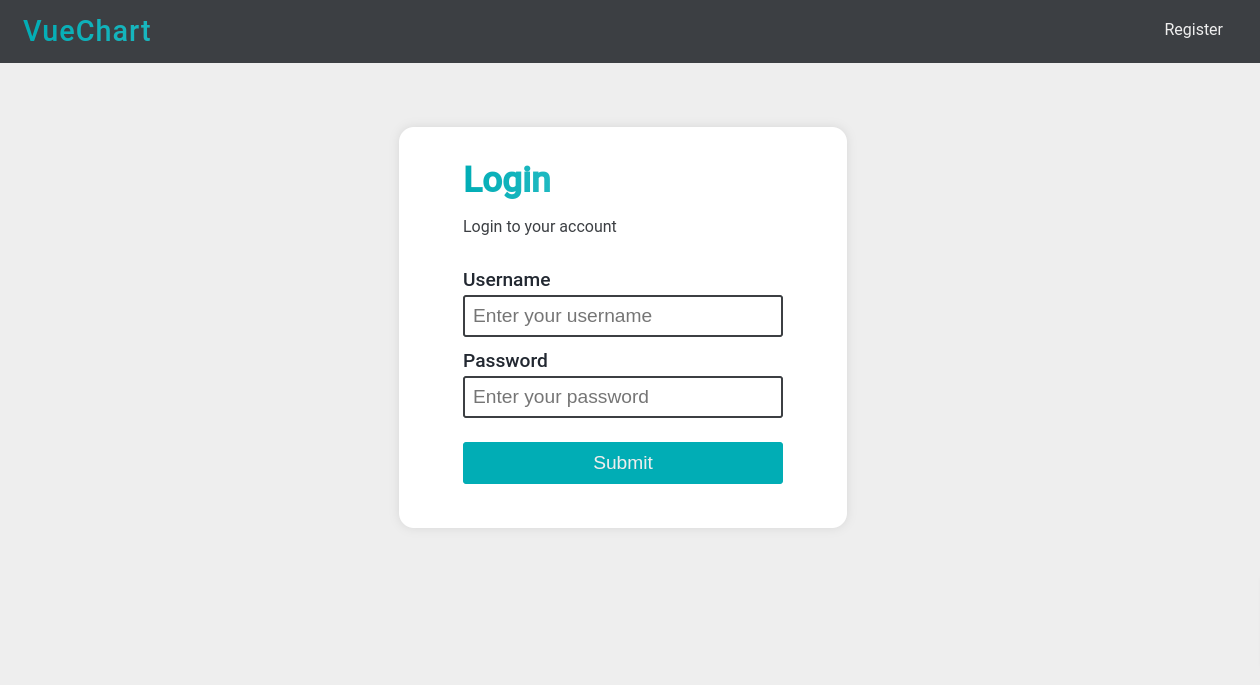 VueChart
Register
Login
Login to your account
Username
Enter your username
Password
Enter your password
Submit